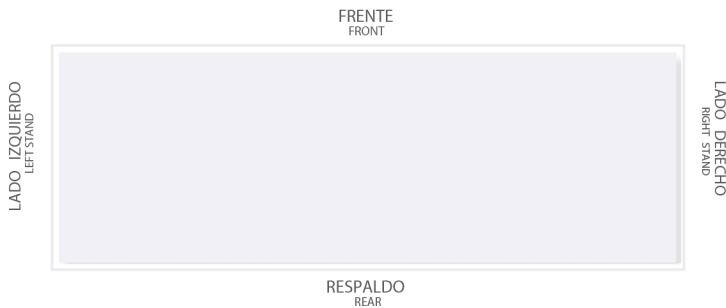 FRENTE
FRONT
LADO IZQUIERDO
LEFT STAND
LADO DERECHO
RIGHT STAND
RESPALDO
REAR